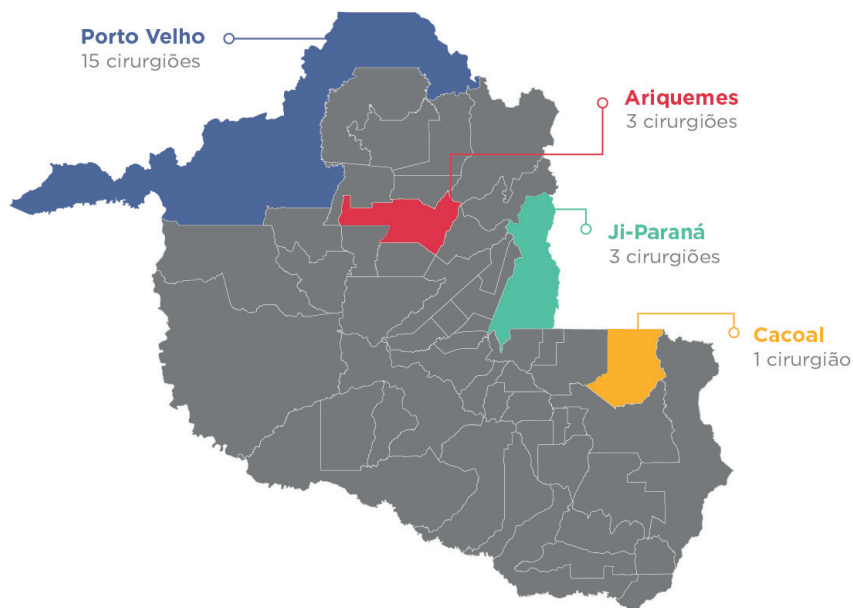 Porto Velho
15 cirurgiões
Ariquemes
3 cirurgiões
Ji-Paraná
3 cirurgiões
Cacoal
1 cirurgião